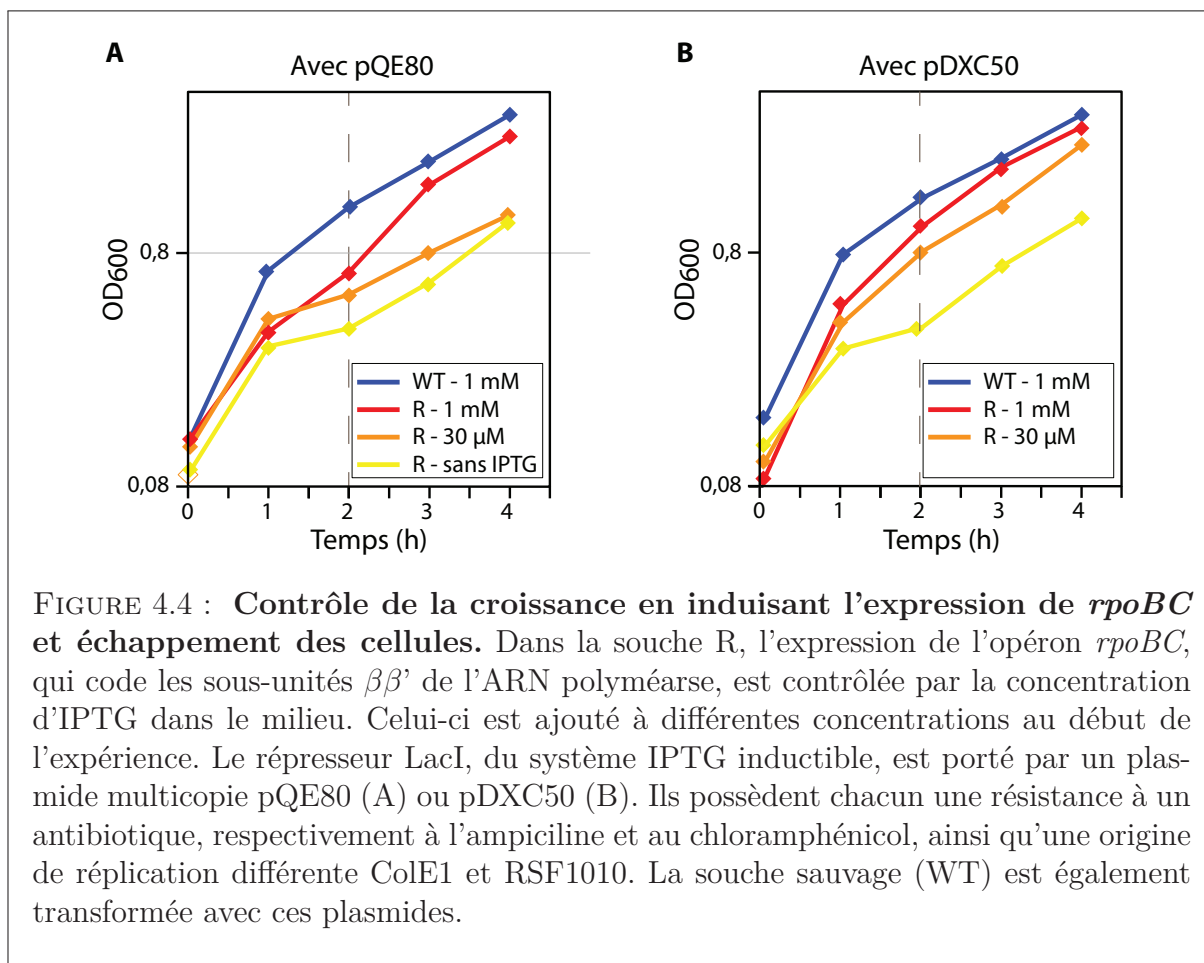 A
Avec pQE80
OD600
0,8
0,08
WT - 1 mM
R - 1 mM
R - 30 µM
R - sans IPTG
0 1 2 3 4
Temps (h)
B
Avec pDXC50
OD600
0,8
0,08
WT - 1 mM
R - 1 mM
R - 30 µM
0 1 2 3 4
Temps (h)
FIGURE 4.4 : Contrôle de la croissance en induisant l'expression de rpoBC
et échappement des cellules. Dans la souche R, l'expression de l'opéron rpoBC,
qui code les sous-unités ββ' de l'ARN polyméarse, est contrôlée par la concentration
d'IPTG dans le milieu. Celui-ci est ajouté à différentes concentrations au début de
l'expérience. Le répresseur LacI, du système IPTG inductible, est porté par un plas-
mide multicopie pQE80 (A) ou pDXC50 (B). Ils possèdent chacun une résistance à un
antibiotique, respectivement à l'ampiciline et au chloramphénicol, ainsi qu'une origine
de réplication différente ColE1 et RSF1010. La souche sauvage (WT) est également
transformée avec ces plasmides.